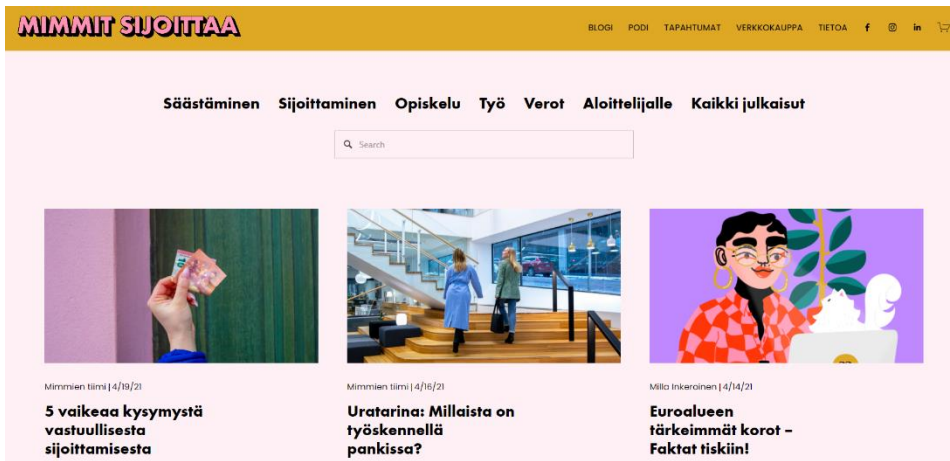 MIMMIT SIJOITTAA
BLOGI PODI TAPAHTUMAT VERKKOKAUPPA TIETOA
Säästäminen Sijoittaminen Opiskelu Työ Verot Aloittelijalle Kaikki julkaisut
Search
Mimmien tiimi | 4/19/21
5 vaikeaa kysymystä
vastuullisesta
sijoittamisesta
Mimmien tiimi | 4/16/21
Uratarina: Millaista on
työskennellä
pankissa?
Milla Inkeroinen | 4/14/21
Euroalueen
tärkeimmät korot –
Faktat tiskiin!